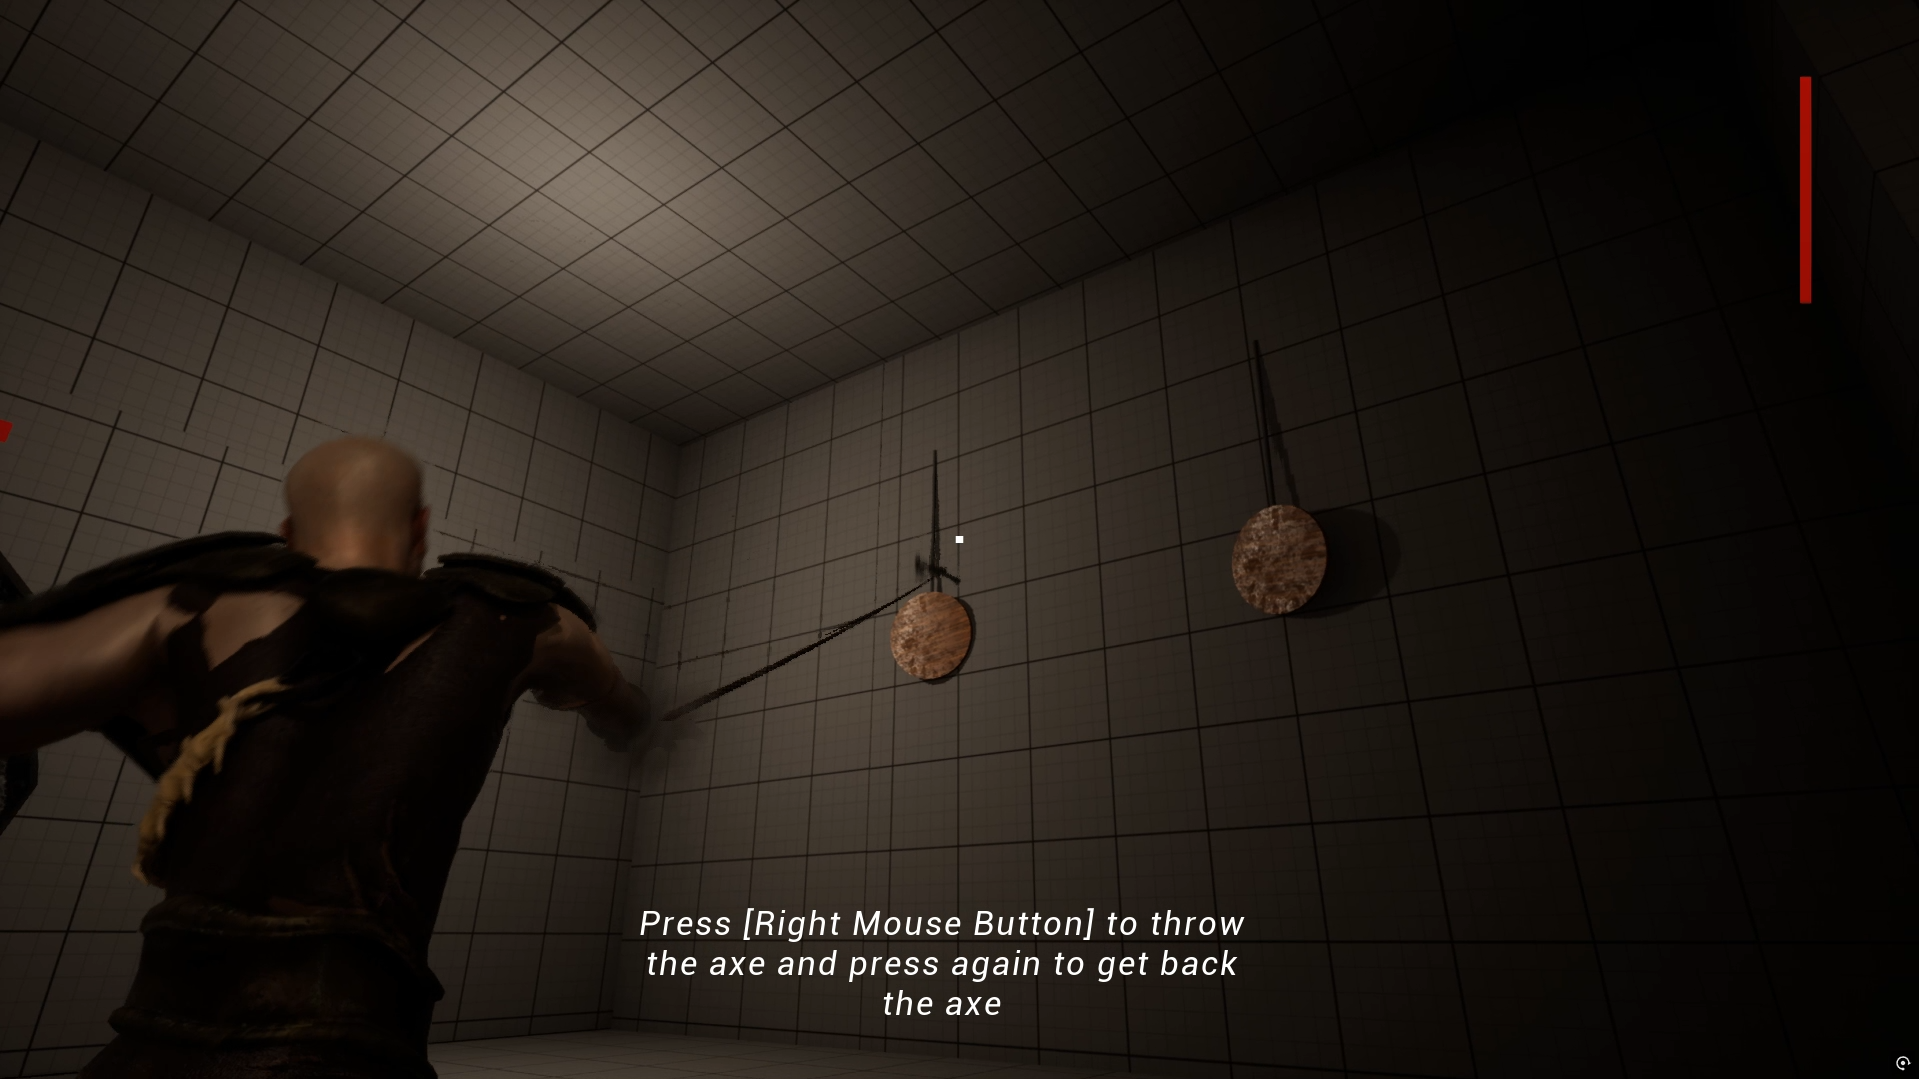 Press [Right Mouse Button] to throw
the axe and press again to get back
the axe